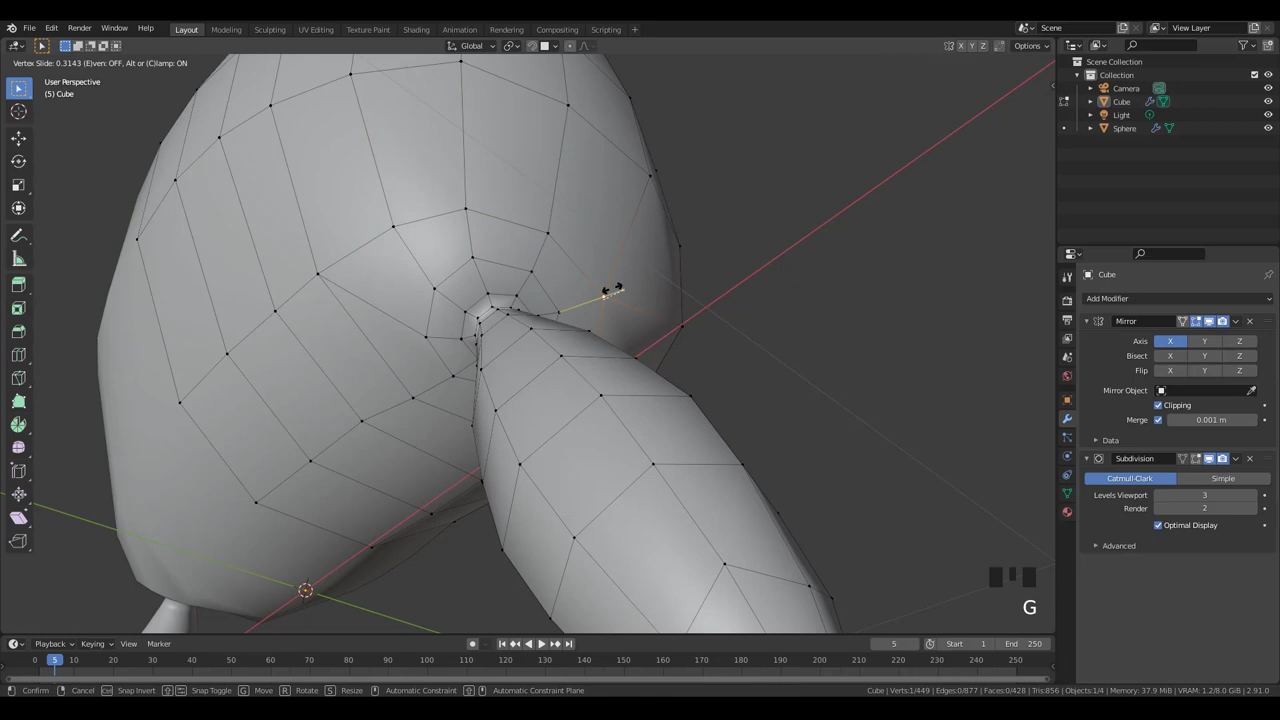 File Edit Render Window Help Layout Modeling Sculpting UV Editing Texture Paint Shading Animation Rendering Compositing Scripting + Scene View Layer
Global X Y Z Options
Vertex Slide: 0.3143 (E)ven: OFF, Alt or (C)lamp: ON
User Perspective
(5) Cube
Scene Collection
Collection
Camera
Cube
Light
Sphere
Cube
Add Modifier
Mirror
Axis X Y Z
Bisect X Y Z
Flip X Y Z
Mirror Object
Clipping
Merge 0.001 m
Data
Subdivision
Catmull-Clark Simple
Levels Viewport 3
Render 2
Optimal Display
Advanced
G
Playback Keying View Marker 5 Start 1 End 250
0 5 10 20 30 40 50 60 70 80 90 100 110 120 130 140 150 160 170 180 190 200 210 220 230 240 250
Confirm Cancel Snap Invert Snap Toggle G Move R Rotate S Resize Automatic Constraint Automatic Constraint Plane Cube | Verts:1/449 | Edges:0/877 | Faces:0/428 | Tris:856 | Objects:1/4 | Memory: 37.9 MiB | VRAM: 1.2/8.0 GiB | 2.91.0